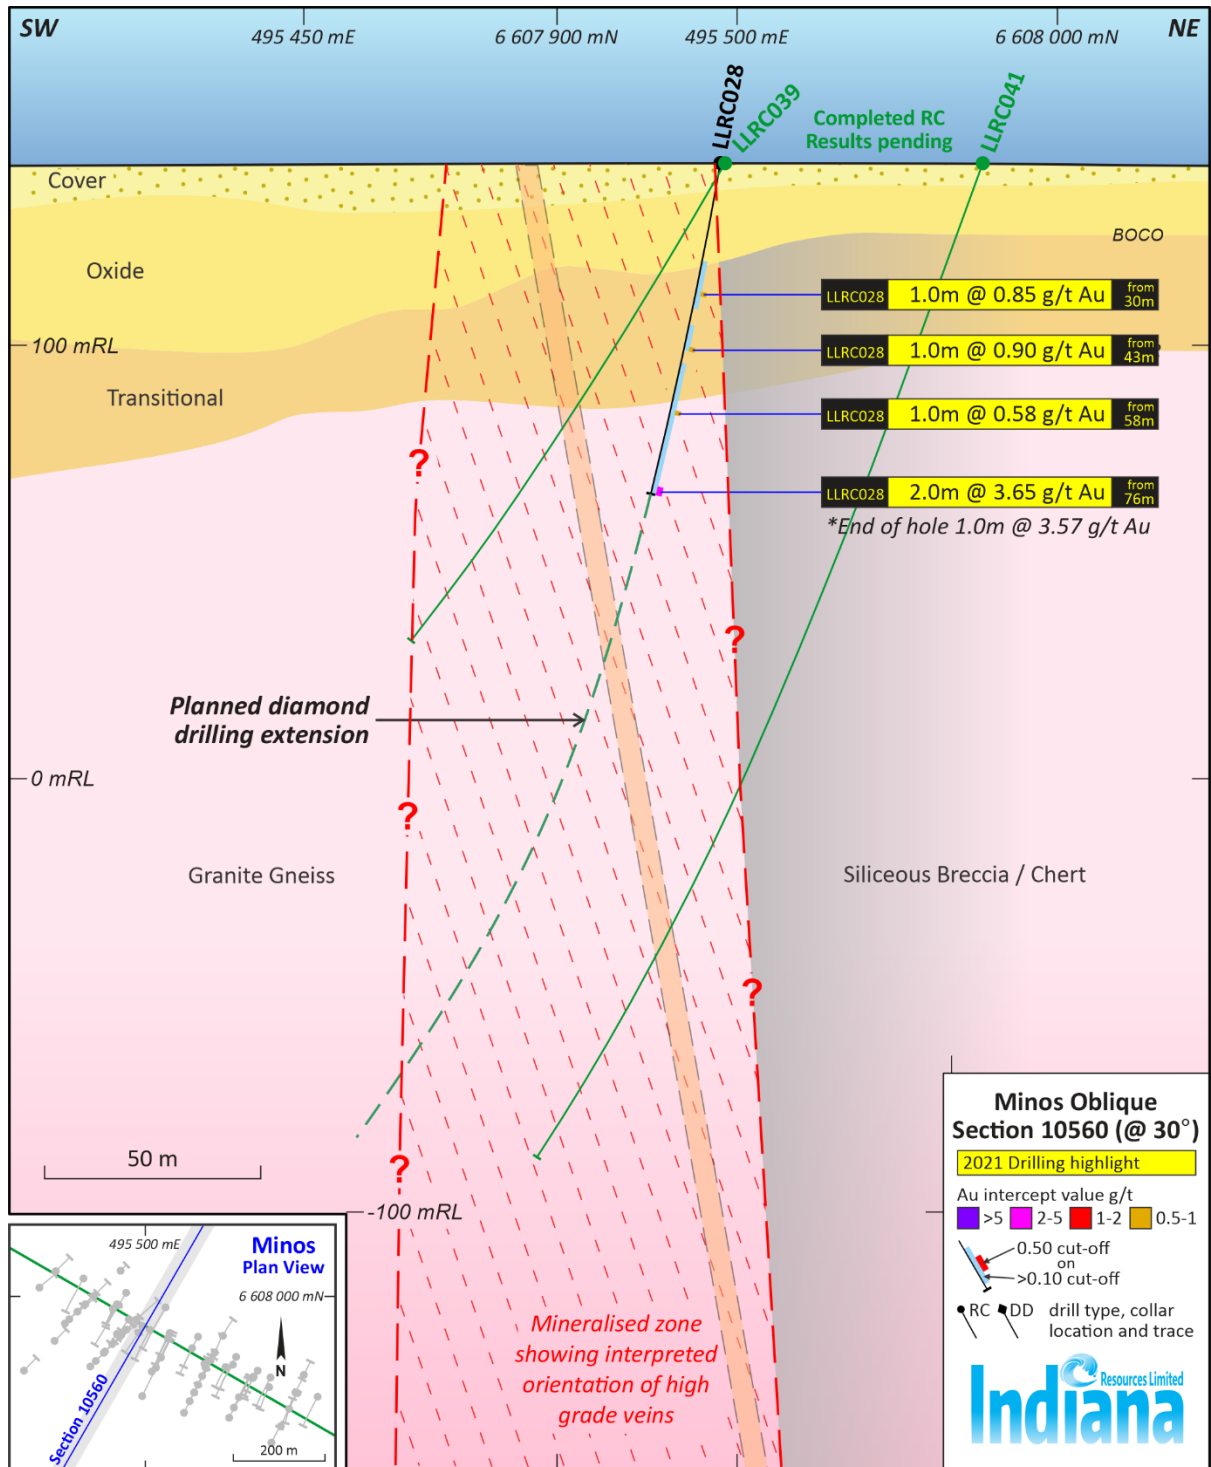 SW
495 450 mE
6 607 900 mN
495 500 mE
6 608 000 mN
NE
LLRC028
LLRC039
Completed RC
Results pending
LLRC041
Cover
BOCO
Oxide
LLRC028 1.0m @ 0.85 g/t Au from 30m
100 mRL
LLRC028 1.0m @ 0.90 g/t Au from 43m
Transitional
LLRC028 1.0m @ 0.58 g/t Au from 58m
?
LLRC028 2.0m @ 3.65 g/t Au from 76m
*End of hole 1.0m @ 3.57 g/t Au
?
Planned diamond
drilling extension
0 mRL
?
Granite Gneiss
Siliceous Breccia / Chert
?
50 m
?
-100 mRL
Mineralised zone
showing interpreted
orientation of high
grade veins
Minos Oblique
Section 10560 (@ 30°)
2021 Drilling highlight
Au intercept value g/t
>5 2-5 1-2 0.5-1
0.50 cut-off
on
>0.10 cut-off
RC DD drill type, collar
location and trace
Resources Limited
Indiana
495 500 mE
Minos
Plan View
6 608 000 mN
N
Section 10560
200 m